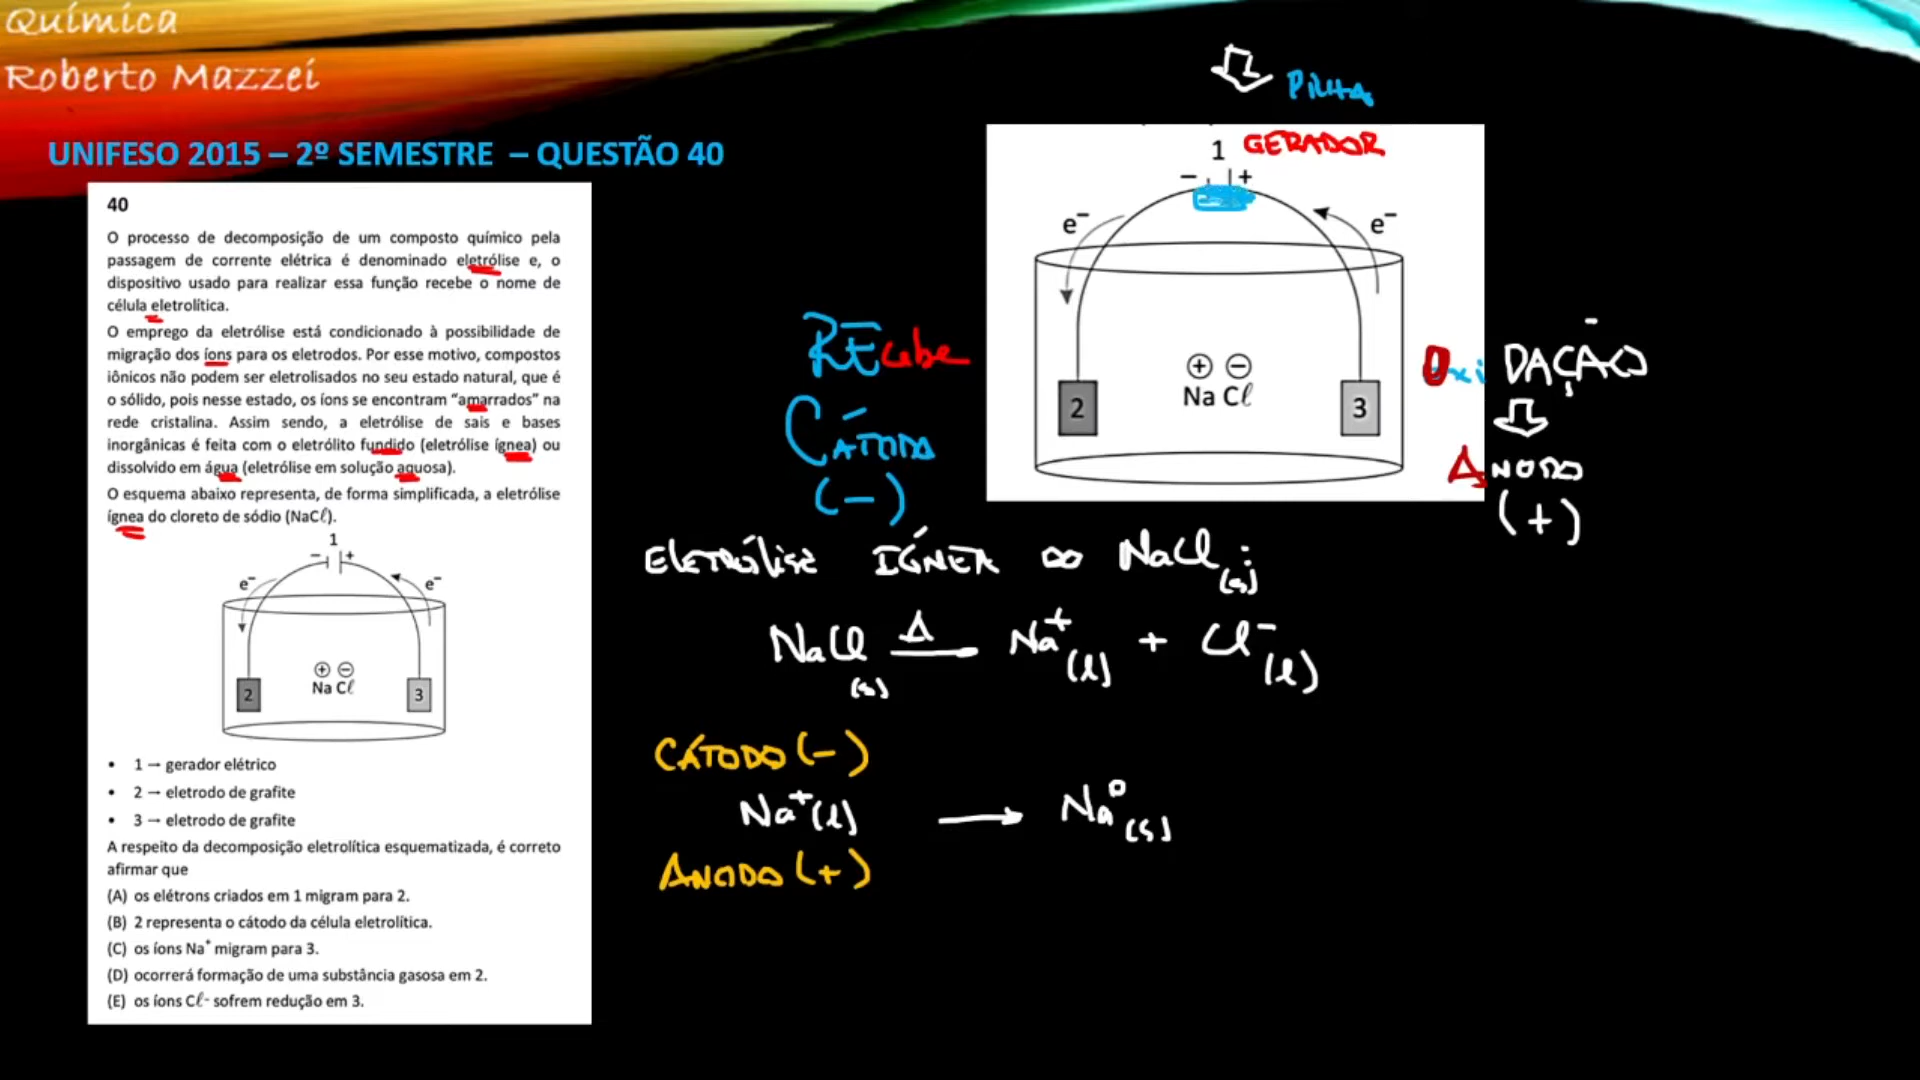 Química
Roberto Mazzei
UNIFESO 2015 – 2º SEMESTRE – QUESTÃO 40
40
O processo de decomposição de um composto químico pela
passagem de corrente elétrica é denominado eletrólise e, o
dispositivo usado para realizar essa função recebe o nome de
célula eletrolítica.
O emprego da eletrólise está condicionado à possibilidade de
migração dos íons para os eletrodos. Por esse motivo, compostos
iônicos não podem ser eletrolisados no seu estado natural, que é
o sólido, pois nesse estado, os íons se encontram “amarrados” na
rede cristalina. Assim sendo, a eletrólise de sais e bases
inorgânicas é feita com o eletrólito fundido (eletrólise ígnea) ou
dissolvido em água (eletrólise em solução aquosa).
O esquema abaixo representa, de forma simplificada, a eletrólise
ígnea do cloreto de sódio (NaCℓ).
1
− +
e⁻ e⁻
⊕ ⊖
Na Cℓ
2 3
• 1 → gerador elétrico
• 2 → eletrodo de grafite
• 3 → eletrodo de grafite
A respeito da decomposição eletrolítica esquematizada, é correto
afirmar que
(A) os elétrons criados em 1 migram para 2.
(B) 2 representa o cátodo da célula eletrolítica.
(C) os íons Na⁺ migram para 3.
(D) ocorrerá formação de uma substância gasosa em 2.
(E) os íons Cℓ⁻ sofrem redução em 3.
PILHA
1 GERADOR
− +
e⁻ e⁻
⊕ ⊖
Na Cℓ
2 3
REcebe
CÁTODO
(−)
OxiDAÇÃO
ANODO
(+)
ELETRÓLISE ÍGNEA DO NaCl(s):
NaCl(s) Δ Na⁺(l) + Cl⁻(l)
CÁTODO (−)
Na⁺(l) → Na⁰(s)
ANODO (+)